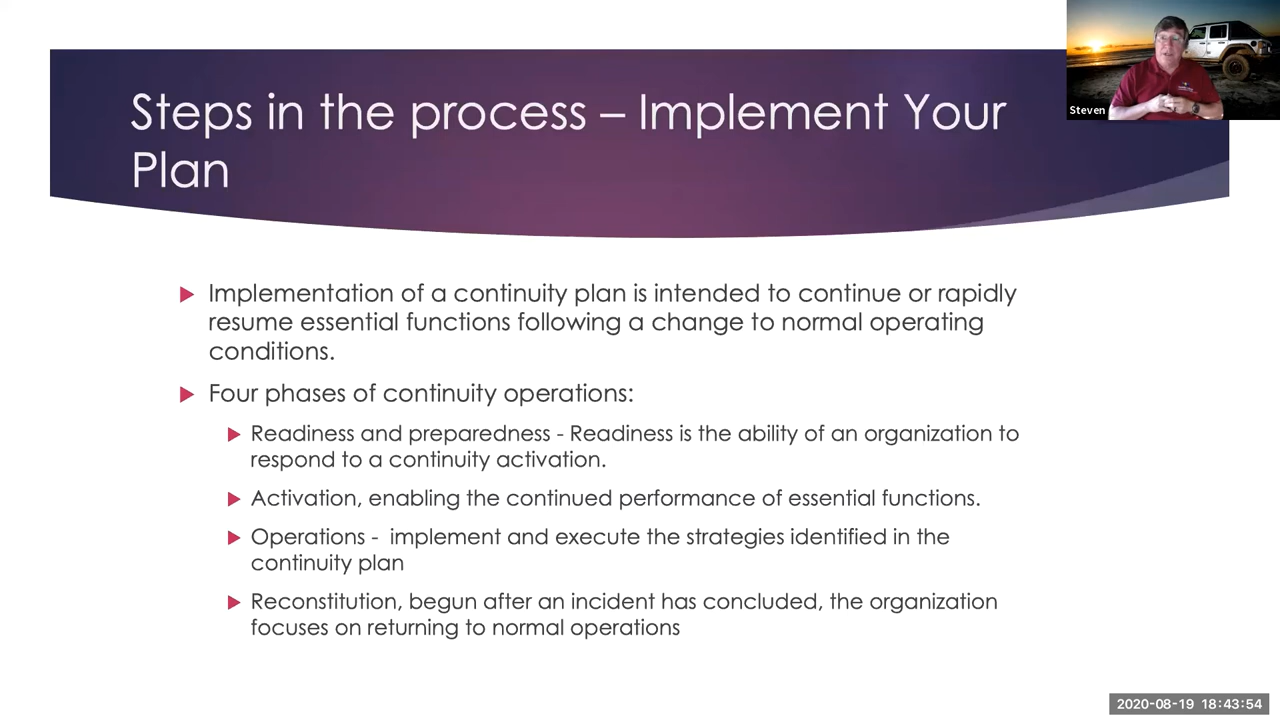 Steps in the process – Implement Your
Plan
Steven
Implementation of a continuity plan is intended to continue or rapidly
resume essential functions following a change to normal operating
conditions.
Four phases of continuity operations:
Readiness and preparedness - Readiness is the ability of an organization to
respond to a continuity activation.
Activation, enabling the continued performance of essential functions.
Operations -  implement and execute the strategies identified in the
continuity plan
Reconstitution, begun after an incident has concluded, the organization
focuses on returning to normal operations
2020-08-19 18:43:54